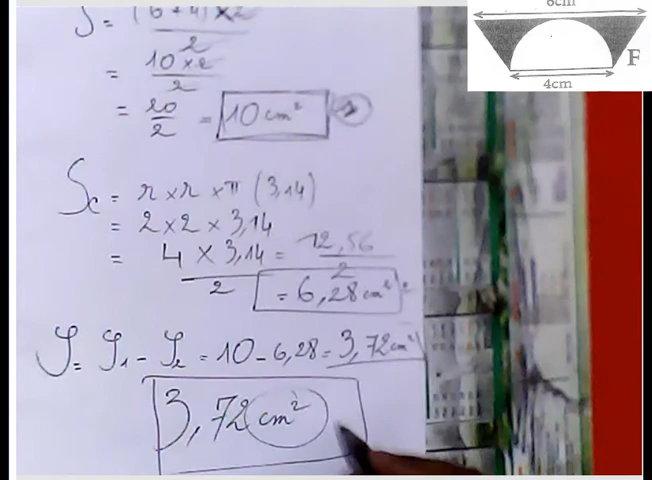 6cm
F
4cm
S = (6+4)×2
2
= 10×2
2
= 20 = 10 cm²
2
Sc = r × r × π (3,14)
= 2 × 2 × 3,14
= 4 × 3,14 = 12,56
2 2
= 6,28 cm²
S = S1 - S2 = 10 - 6,28 = 3,72 cm²
3,72 cm²